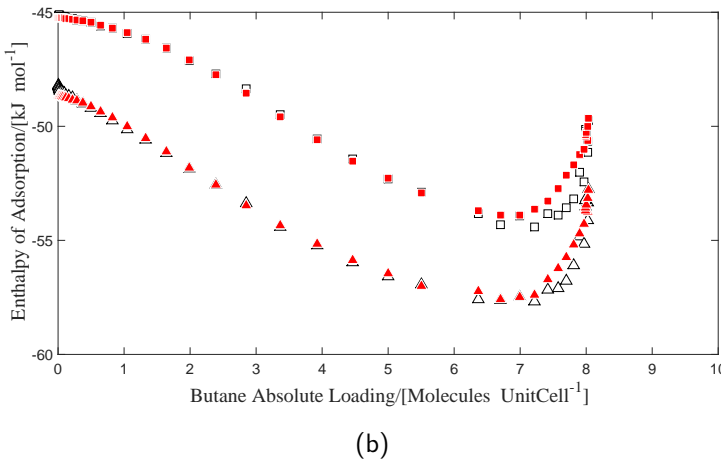 -45
-50
-55
-60
Enthalpy of Adsorption/[kJ mol⁻¹]
0 1 2 3 4 5 6 7 8 9 10
Butane Absolute Loading/[Molecules UnitCell⁻¹]
(b)